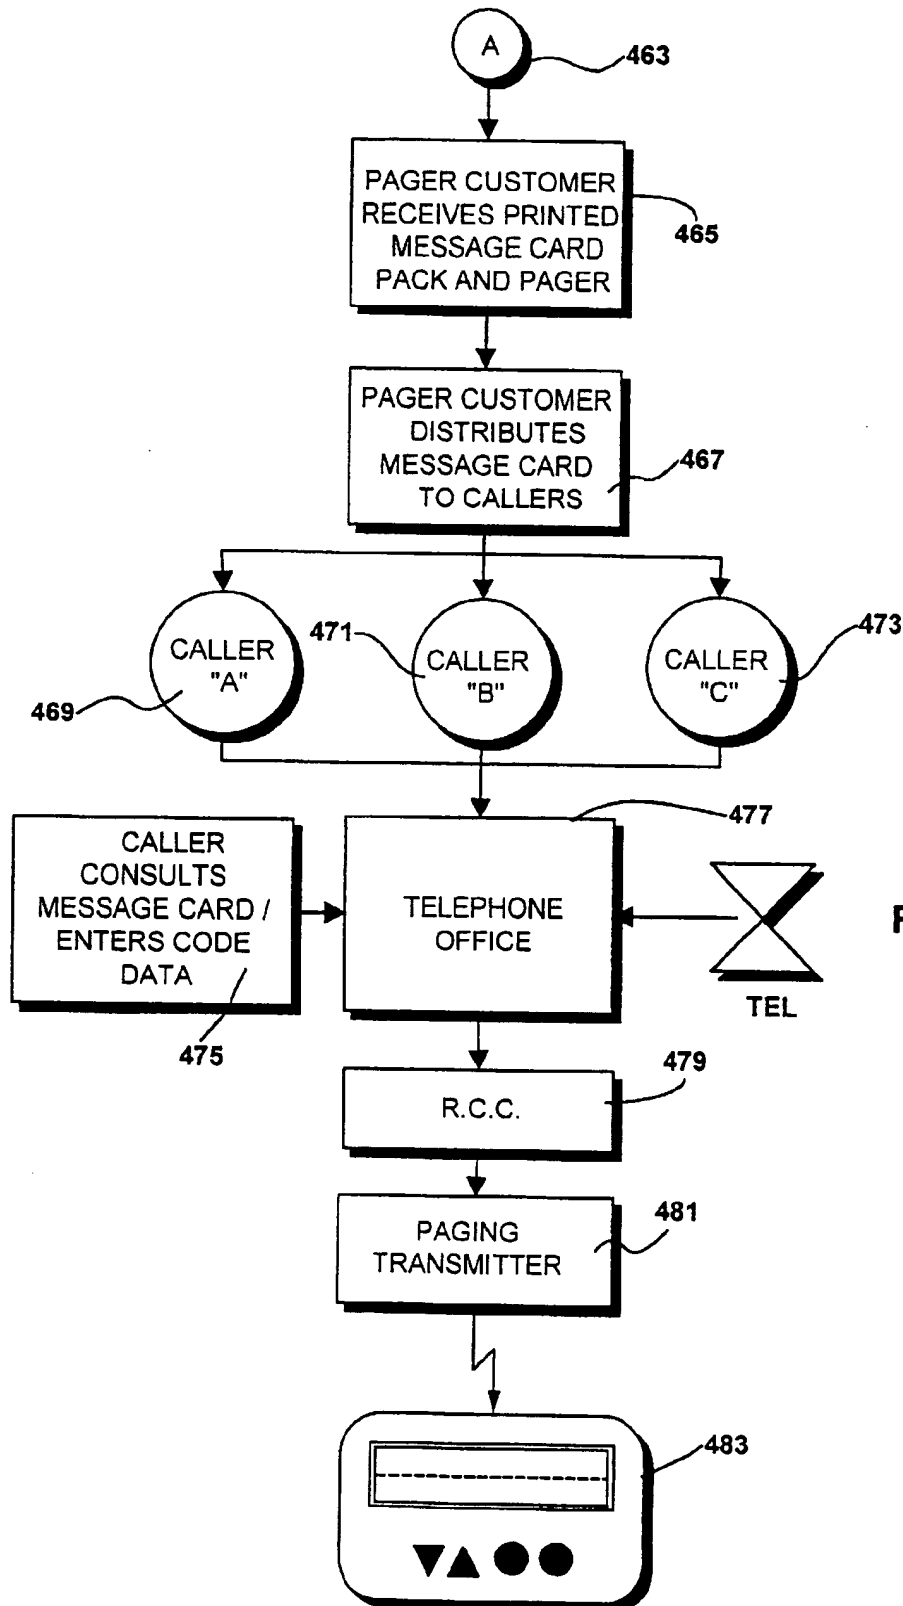 A
463
PAGER CUSTOMER
RECEIVES PRINTED
MESSAGE CARD
PACK AND PAGER
465
PAGER CUSTOMER
DISTRIBUTES
MESSAGE CARD
TO CALLERS
467
CALLER
"A"
469
471
CALLER
"B"
CALLER
"C"
473
CALLER
CONSULTS
MESSAGE CARD /
ENTERS CODE
DATA
475
TELEPHONE
OFFICE
477
TEL
R.C.C.
479
PAGING
TRANSMITTER
481
483